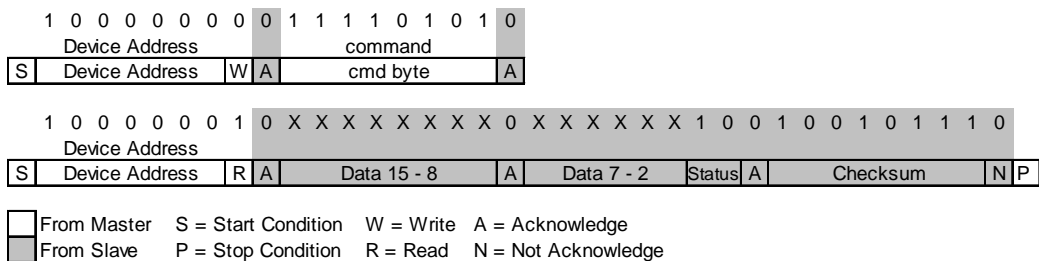 1 0 0 0 0 0 0 0 0 1 1 1 1 0 1 0 1 0
Device Address command
S Device Address W A cmd byte A
1 0 0 0 0 0 0 1 0 X X X X X X X X 0 X X X X X X 1 0 0 1 0 0 1 0 1 1 1 0
Device Address
S Device Address R A Data 15 - 8 A Data 7 - 2 Status A Checksum N P
From Master S = Start Condition W = Write A = Acknowledge
From Slave P = Stop Condition R = Read N = Not Acknowledge